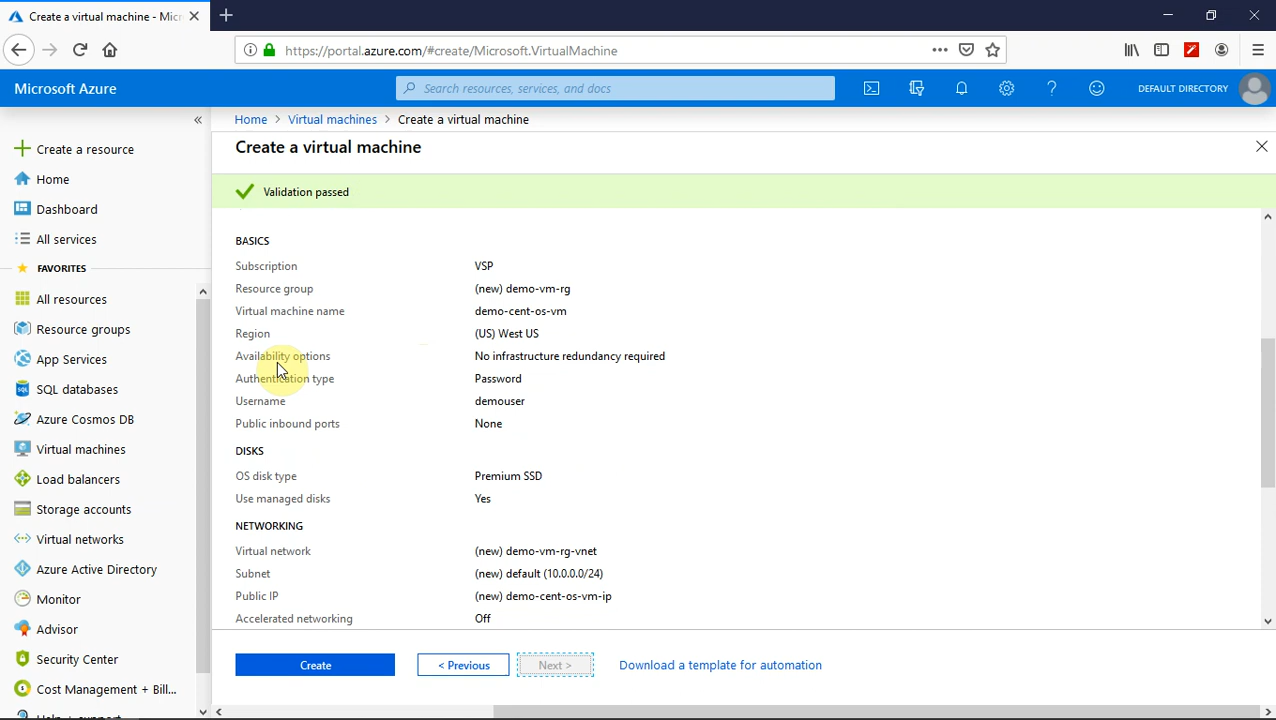 Create a virtual machine - Micr
https://portal.azure.com/#create/Microsoft.VirtualMachine
Microsoft Azure
Search resources, services, and docs
DEFAULT DIRECTORY
Home > Virtual machines > Create a virtual machine
Create a virtual machine
Validation passed
Create a resource
Home
Dashboard
All services
FAVORITES
All resources
Resource groups
App Services
SQL databases
Azure Cosmos DB
Virtual machines
Load balancers
Storage accounts
Virtual networks
Azure Active Directory
Monitor
Advisor
Security Center
Cost Management + Bill...
BASICS
Subscription VSP
Resource group (new) demo-vm-rg
Virtual machine name demo-cent-os-vm
Region (US) West US
Availability options No infrastructure redundancy required
Authentication type Password
Username demouser
Public inbound ports None
DISKS
OS disk type Premium SSD
Use managed disks Yes
NETWORKING
Virtual network (new) demo-vm-rg-vnet
Subnet (new) default (10.0.0.0/24)
Public IP (new) demo-cent-os-vm-ip
Accelerated networking Off
Create
< Previous
Next >
Download a template for automation